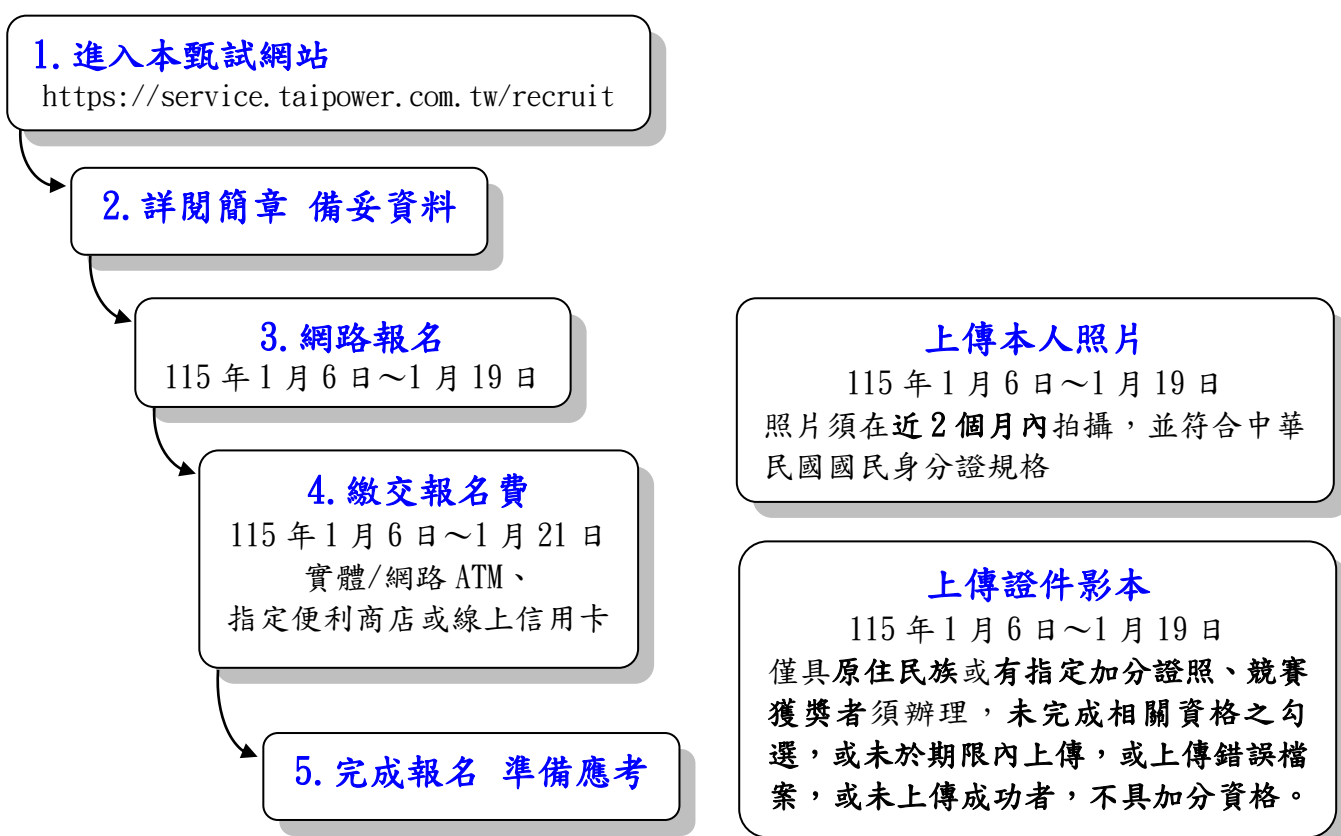 1.進入本甄試網站
https://service.taipower.com.tw/recruit
2.詳閱簡章 備妥資料
3.網路報名
115年1月6日～1月19日
4.繳交報名費
115年1月6日～1月21日
實體/網路ATM、
指定便利商店或線上信用卡
5.完成報名 準備應考
上傳本人照片
115年1月6日～1月19日
照片須在近2個月內拍攝，並符合中華
民國國民身分證規格
上傳證件影本
115年1月6日～1月19日
僅具原住民族或有指定加分證照、競賽
獲獎者須辦理，未完成相關資格之勾
選，或未於期限內上傳，或上傳錯誤檔
案，或未上傳成功者，不具加分資格。